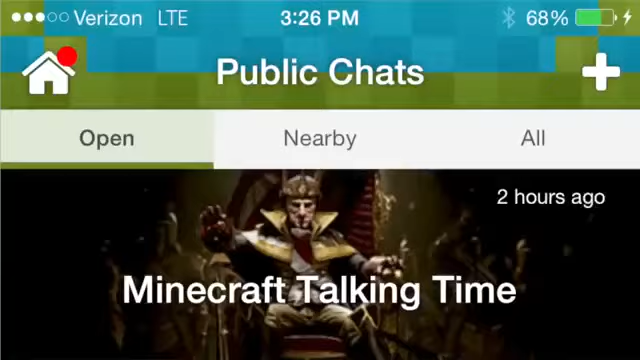 Verizon LTE 3:26 PM 68%
Public Chats
Open Nearby All
2 hours ago
Minecraft Talking Time